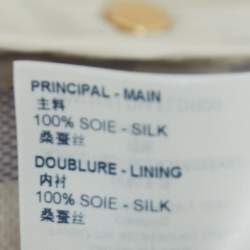 PRINCIPAL - MAIN
主料
100% SOIE - SILK
桑蚕丝
DOUBLURE - LINING
内衬
100% SOIE - SILK
桑蚕丝